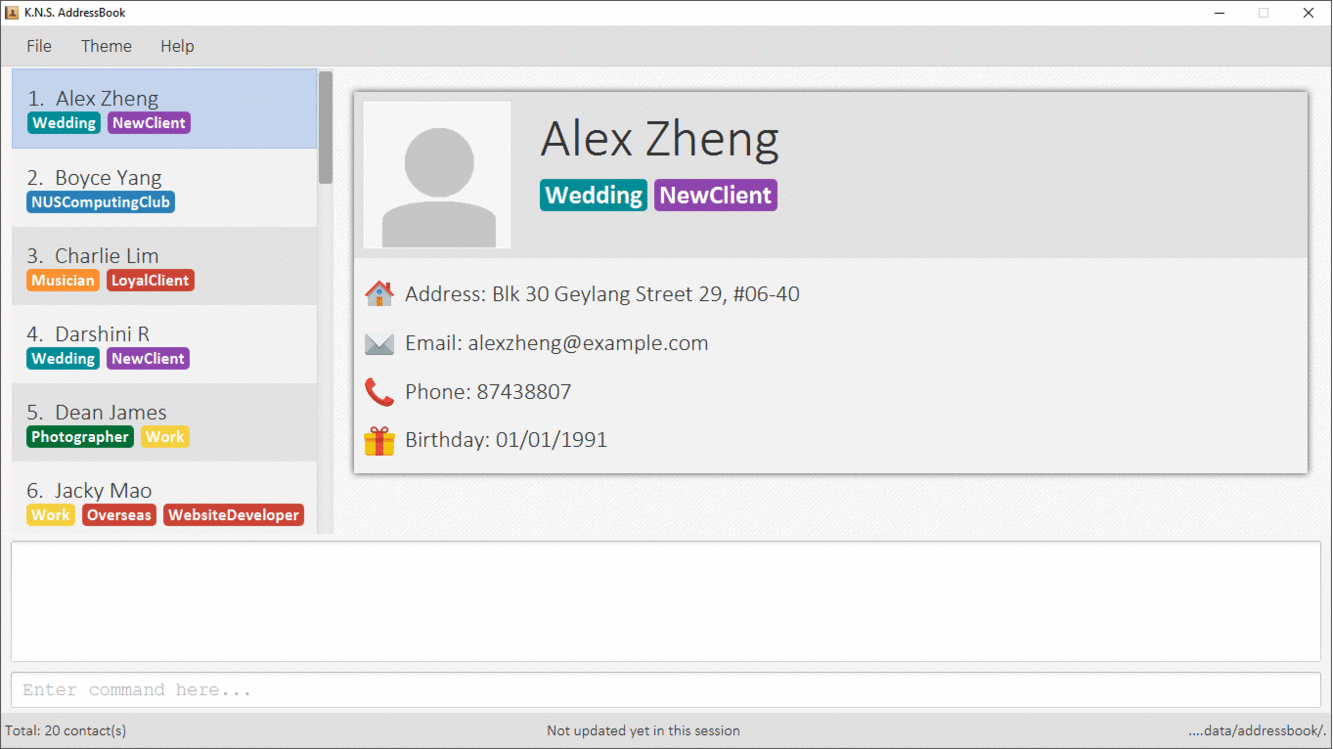 K.N.S. AddressBook
File Theme Help
1. Alex Zheng
Wedding NewClient
2. Boyce Yang
NUSComputingClub
3. Charlie Lim
Musician LoyalClient
4. Darshini R
Wedding NewClient
5. Dean James
Photographer Work
6. Jacky Mao
Work Overseas WebsiteDeveloper
Alex Zheng
Wedding NewClient
Address: Blk 30 Geylang Street 29, #06-40
Email: alexzheng@example.com
Phone: 87438807
Birthday: 01/01/1991
Enter command here...
Total: 20 contact(s) Not updated yet in this session ....data/addressbook/.